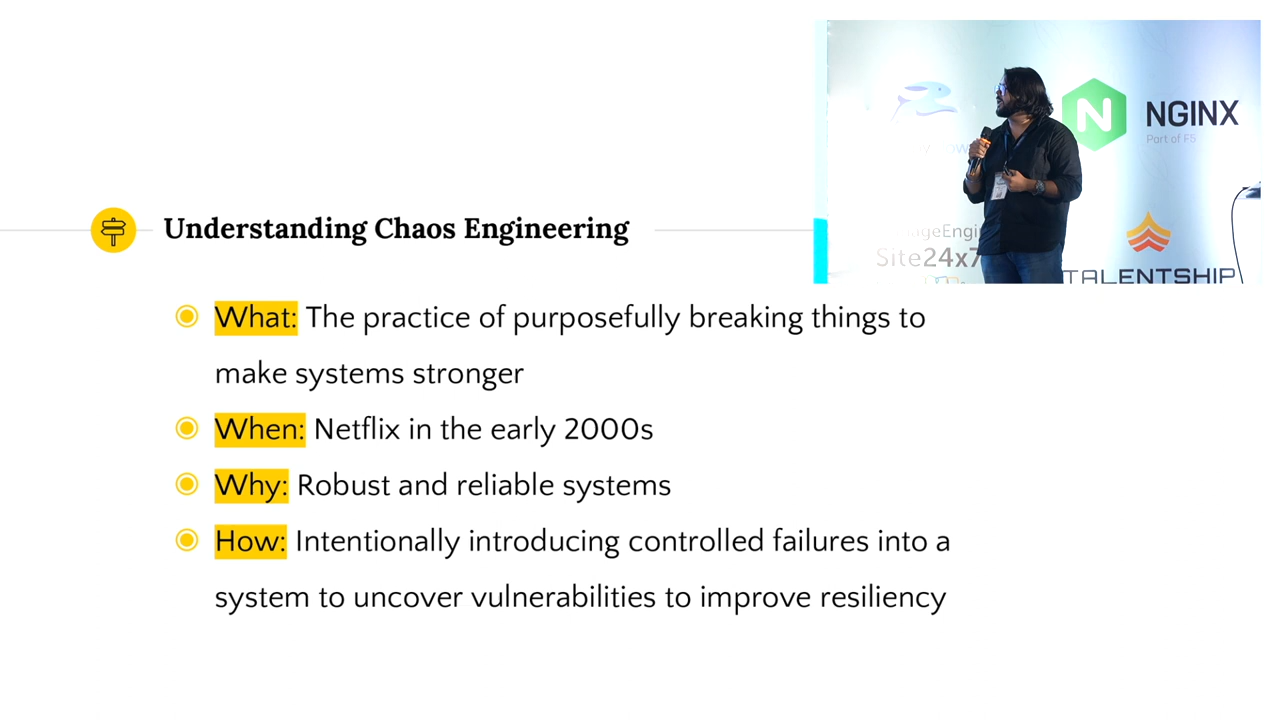 NGINX
Part of F5
Site24x7
TALENTSHIP
Understanding Chaos Engineering
What: The practice of purposefully breaking things to
make systems stronger
When: Netflix in the early 2000s
Why: Robust and reliable systems
How: Intentionally introducing controlled failures into a
system to uncover vulnerabilities to improve resiliency